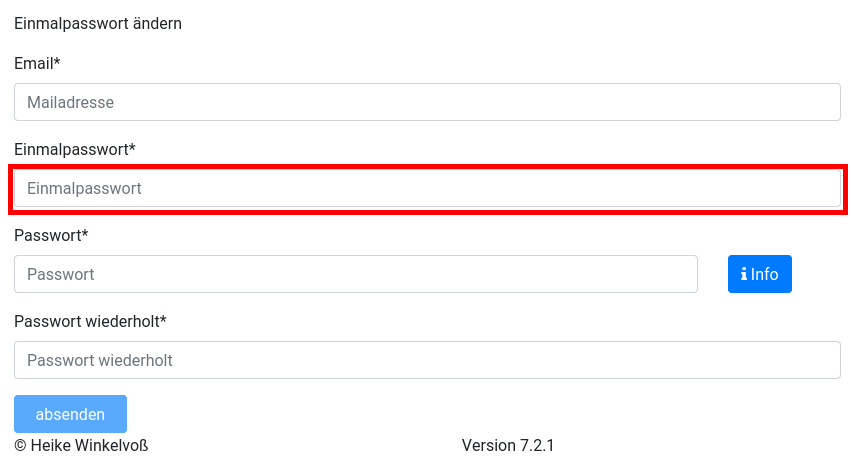 Einmalpasswort ändern
Email*
Mailadresse
Einmalpasswort*
Einmalpasswort
Passwort*
Passwort
Info
Passwort wiederholt*
Passwort wiederholt
absenden
© Heike Winkelvoß Version 7.2.1